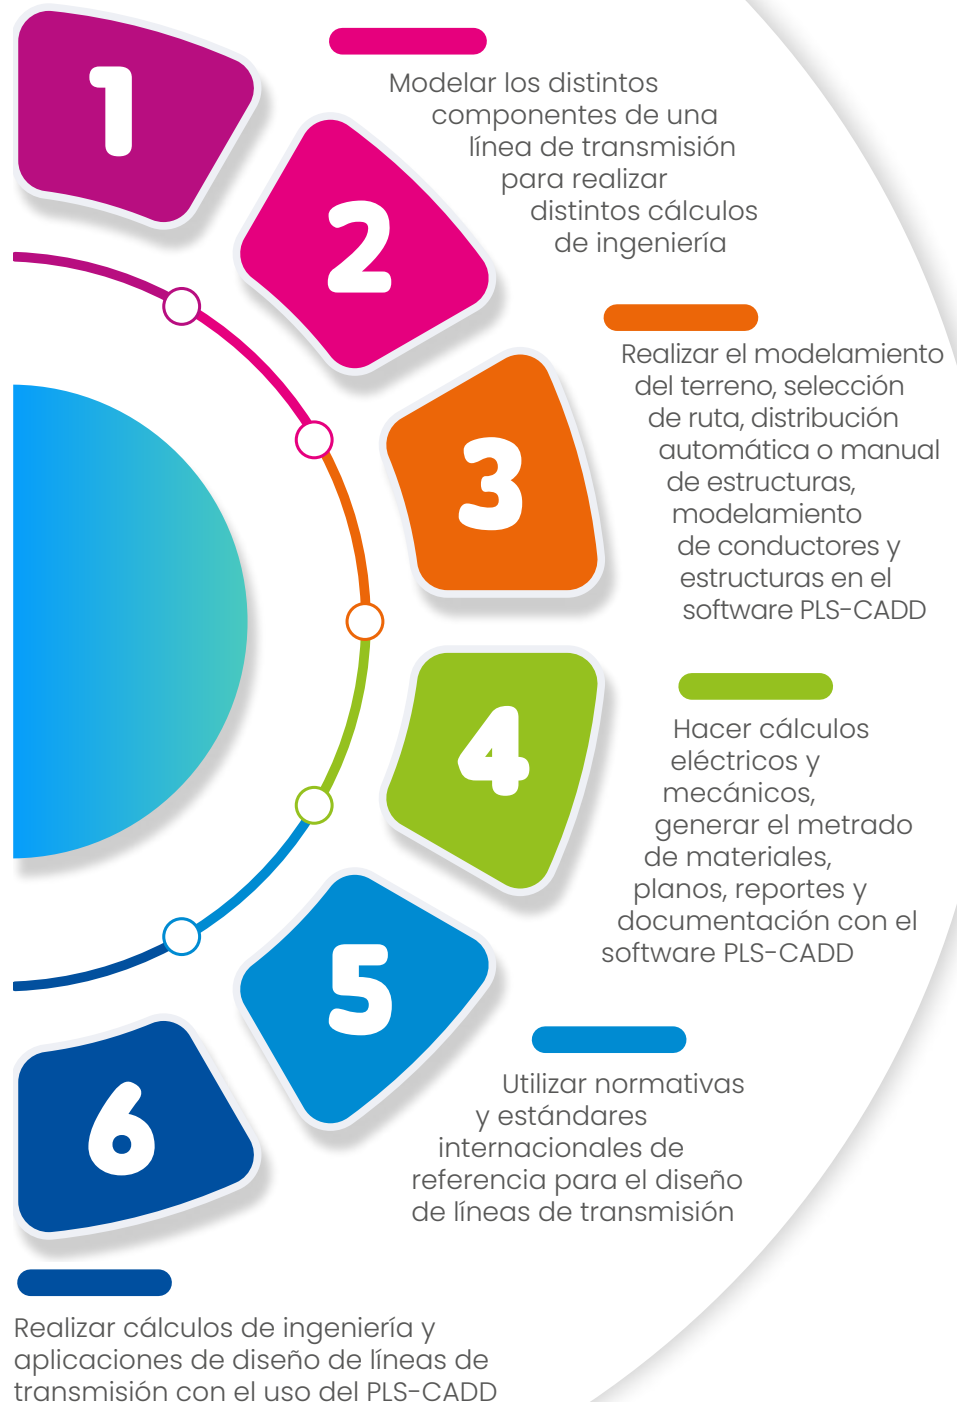 1
2
Modelar los distintos
componentes de una
línea de transmisión
para realizar
distintos cálculos
de ingeniería
3
Realizar el modelamiento
del terreno, selección
de ruta, distribución
automática o manual
de estructuras,
modelamiento
de conductores y
estructuras en el
software PLS-CADD
4
Hacer cálculos
eléctricos y
mecánicos,
generar el metrado
de materiales,
planos, reportes y
documentación con el
software PLS-CADD
5
Utilizar normativas
y estándares
internacionales de
referencia para el diseño
de líneas de transmisión
6
Realizar cálculos de ingeniería y
aplicaciones de diseño de líneas de
transmisión con el uso del PLS-CADD